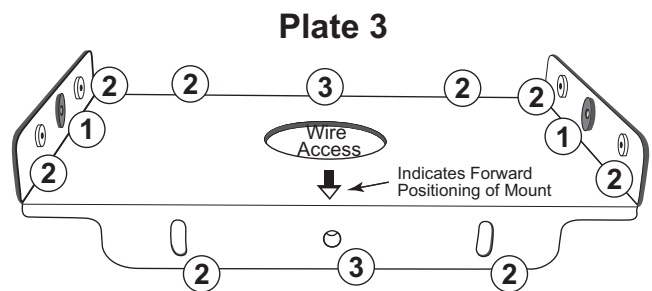 Plate 3
2 2 3 2 2
1 1
Wire
Access
2 2
Indicates Forward
Positioning of Mount
2 3 2